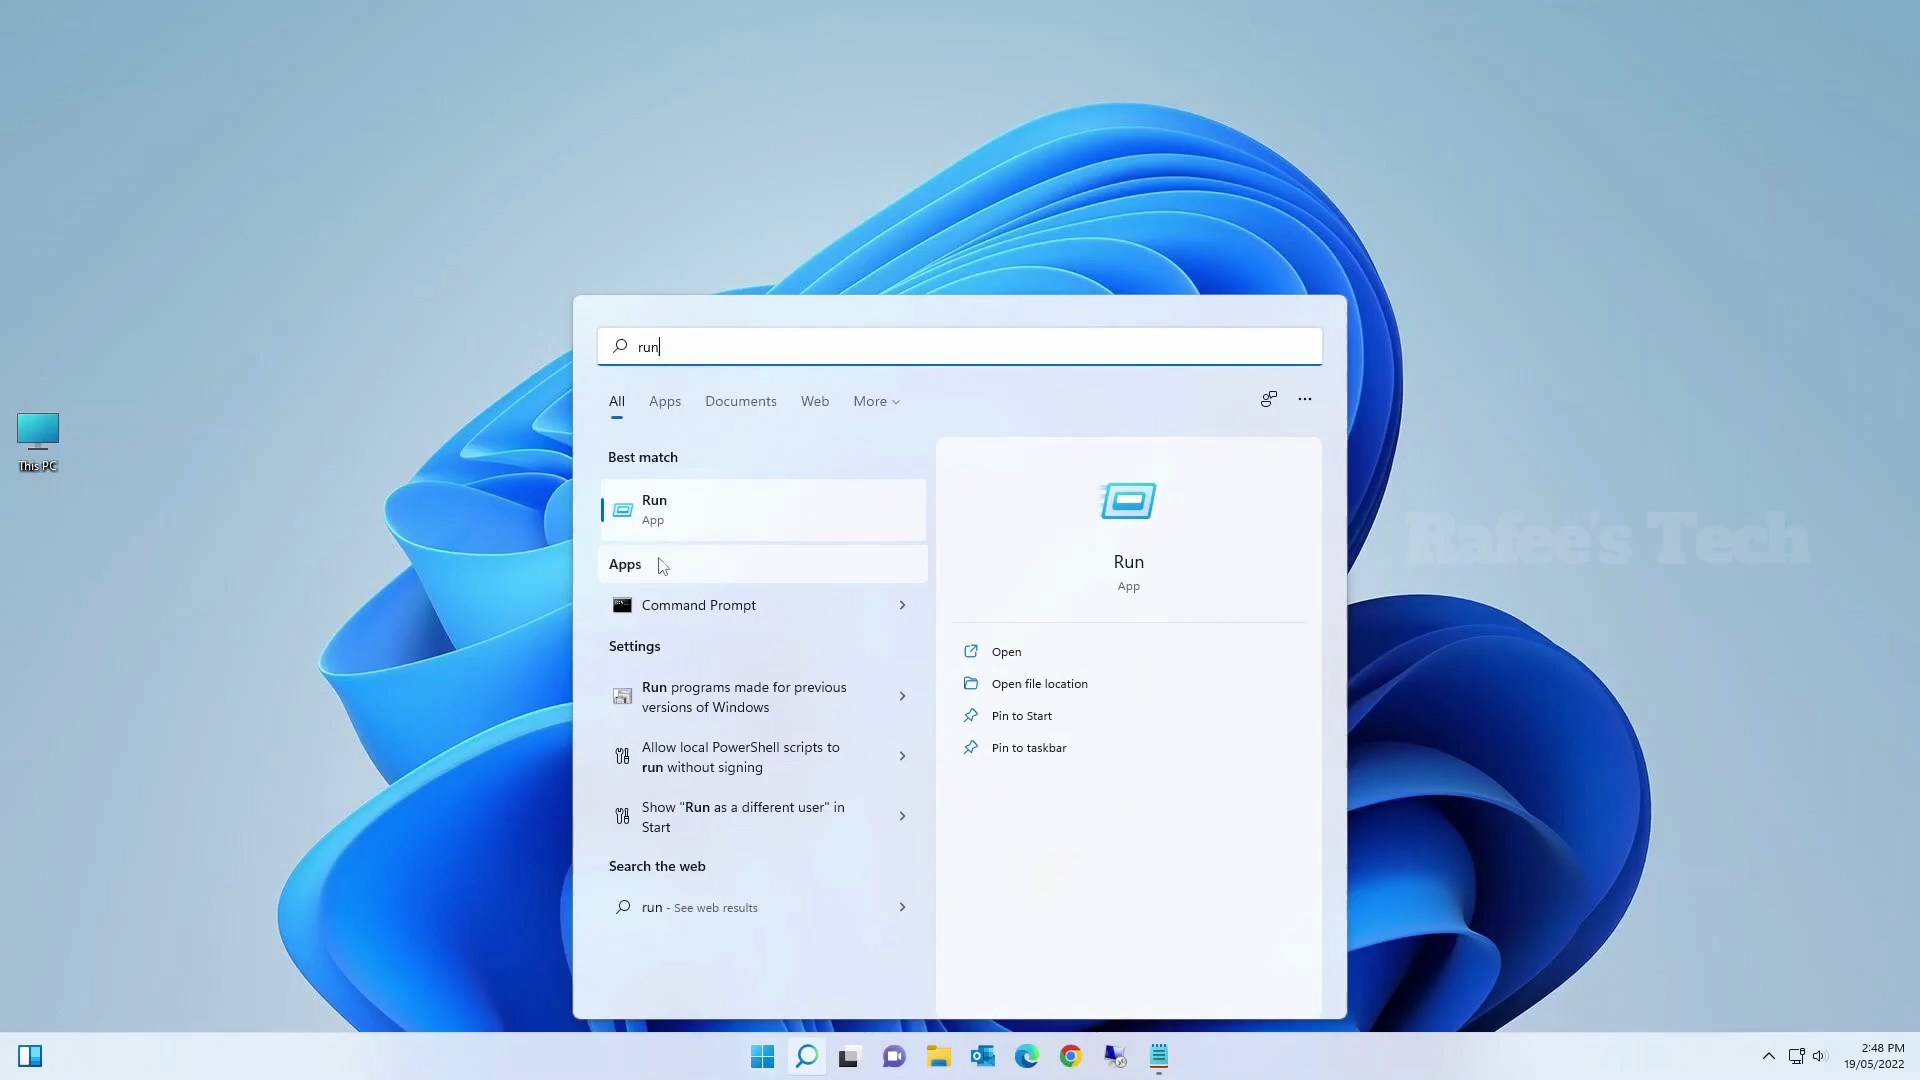 run
All Apps Documents Web More
Best match
Run
App
Apps
Command Prompt
Settings
Run programs made for previous
versions of Windows
Allow local PowerShell scripts to
run without signing
Show "Run as a different user" in
Start
Search the web
run - See web results
Run
App
Open
Open file location
Pin to Start
Pin to taskbar
This PC
Rafee's Tech
2:48 PM
19/05/2022